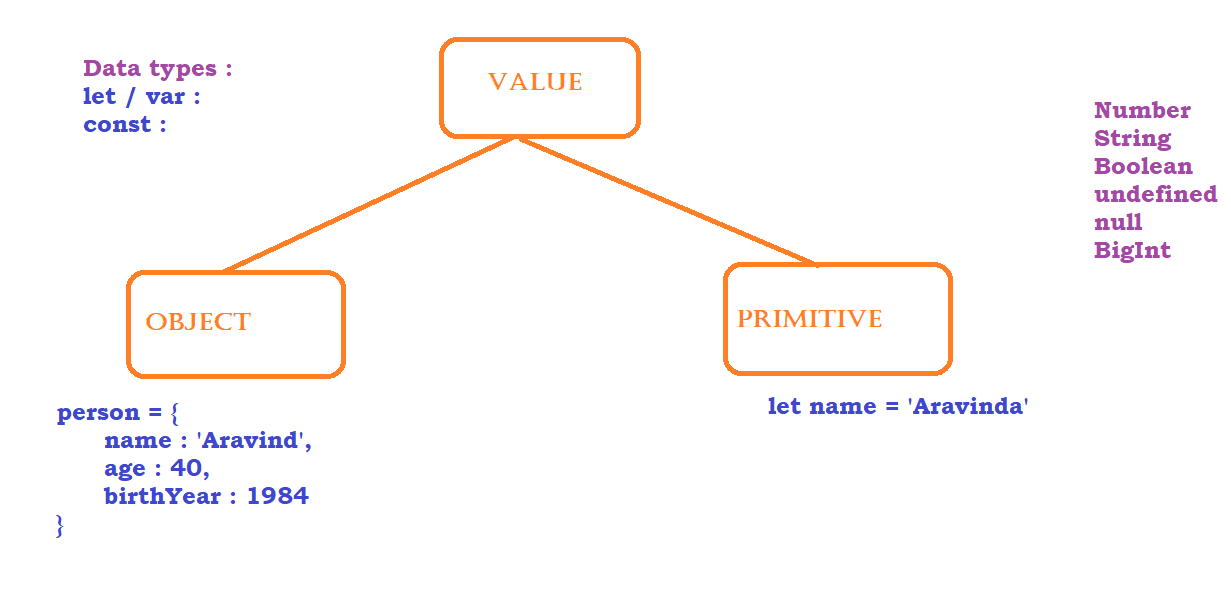 Data types :
let / var :
const :
VALUE
Number
String
Boolean
undefined
null
BigInt
OBJECT
PRIMITIVE
person = {
name : 'Aravind',
age : 40,
birthYear : 1984
}
let name = 'Aravinda'